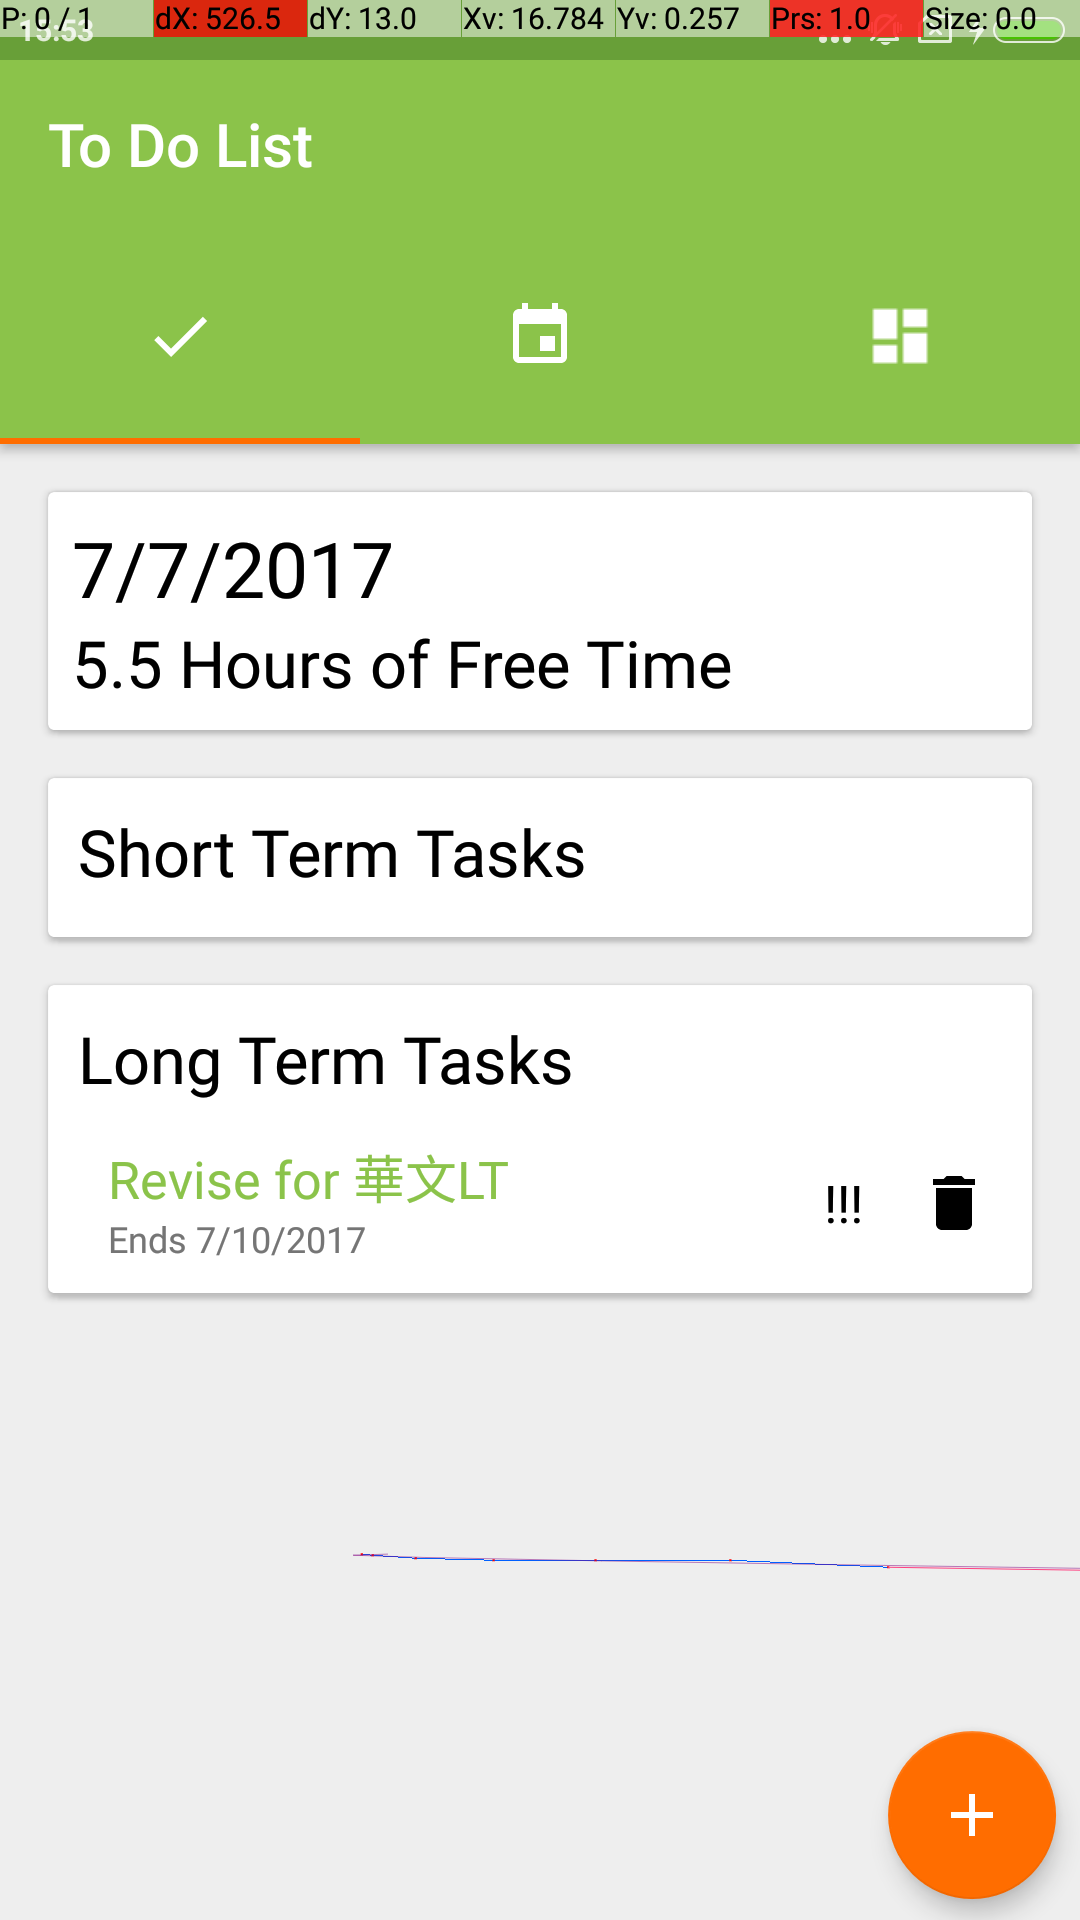 P: 0 / 1 dX: 526.5 dY: 13.0 Xv: 16.784 Yv: 0.257 Prs: 1.0 Size: 0.0
15:53
To Do List
7/7/2017
5.5 Hours of Free Time
Short Term Tasks
Long Term Tasks
Revise for 華文LT
!!!
Ends 7/10/2017